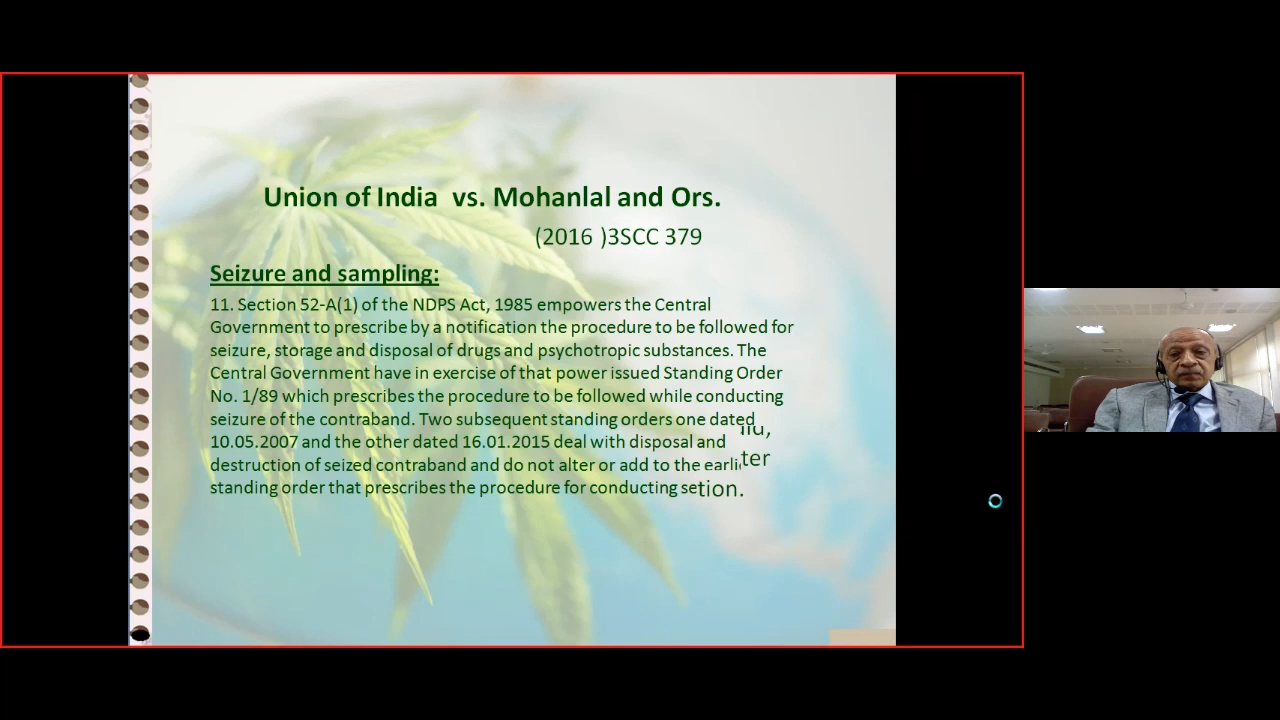 Union of India vs. Mohanlal and Ors.
(2016 )3SCC 379
Seizure and sampling:
11. Section 52-A(1) of the NDPS Act, 1985 empowers the Central
Government to prescribe by a notification the procedure to be followed for
seizure, storage and disposal of drugs and psychotropic substances. The
Central Government have in exercise of that power issued Standing Order
No. 1/89 which prescribes the procedure to be followed while conducting
seizure of the contraband. Two subsequent standing orders one dated
10.05.2007 and the other dated 16.01.2015 deal with disposal and
destruction of seized contraband and do not alter or add to the ter
standing order that prescribes the procedure for conducting tion.